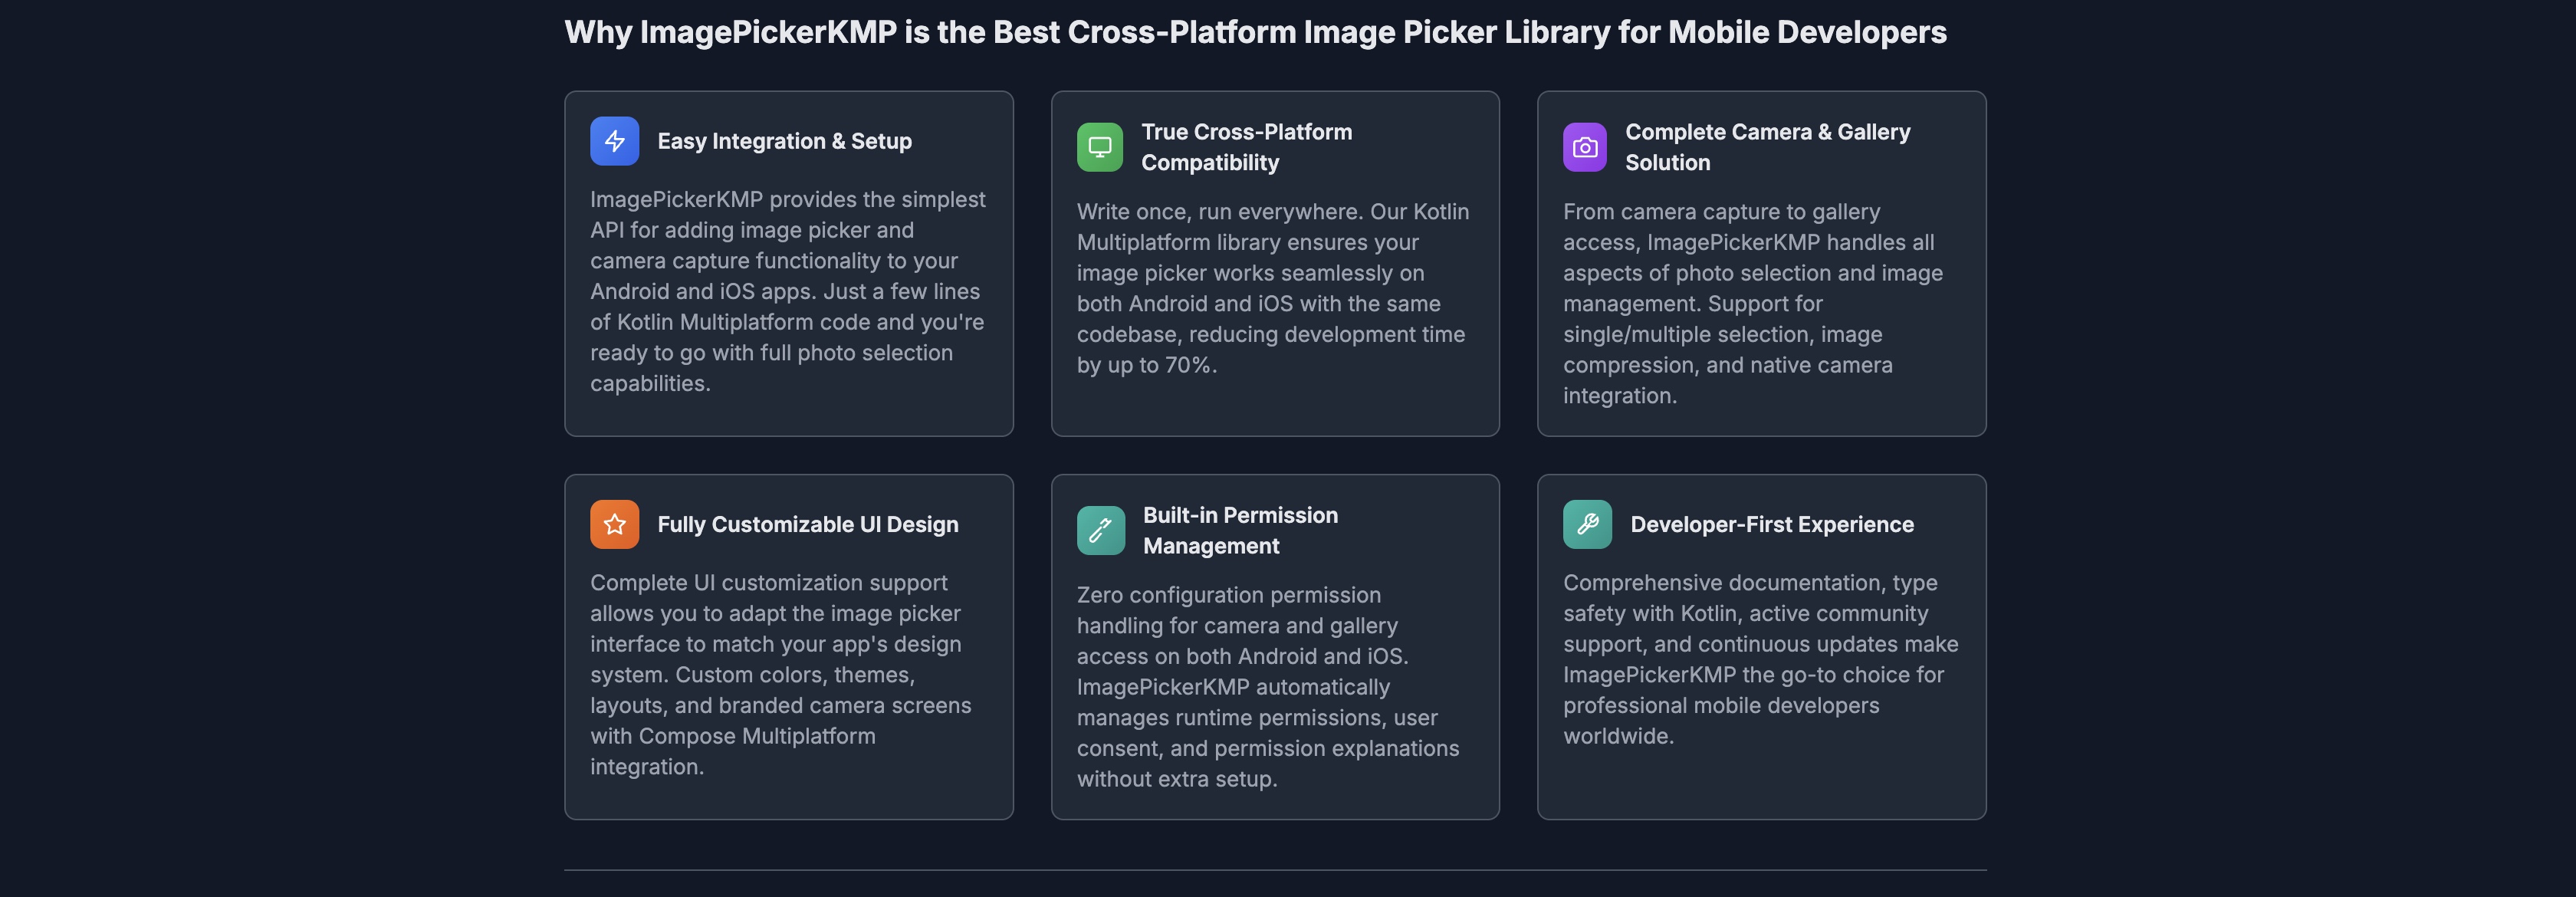 Why ImagePickerKMP is the Best Cross-Platform Image Picker Library for Mobile Developers
Easy Integration & Setup
ImagePickerKMP provides the simplest
API for adding image picker and
camera capture functionality to your
Android and iOS apps. Just a few lines
of Kotlin Multiplatform code and you're
ready to go with full photo selection
capabilities.
True Cross-Platform
Compatibility
Write once, run everywhere. Our Kotlin
Multiplatform library ensures your
image picker works seamlessly on
both Android and iOS with the same
codebase, reducing development time
by up to 70%.
Complete Camera & Gallery
Solution
From camera capture to gallery
access, ImagePickerKMP handles all
aspects of photo selection and image
management. Support for
single/multiple selection, image
compression, and native camera
integration.
Fully Customizable UI Design
Complete UI customization support
allows you to adapt the image picker
interface to match your app's design
system. Custom colors, themes,
layouts, and branded camera screens
with Compose Multiplatform
integration.
Built-in Permission
Management
Zero configuration permission
handling for camera and gallery
access on both Android and iOS.
ImagePickerKMP automatically
manages runtime permissions, user
consent, and permission explanations
without extra setup.
Developer-First Experience
Comprehensive documentation, type
safety with Kotlin, active community
support, and continuous updates make
ImagePickerKMP the go-to choice for
professional mobile developers
worldwide.